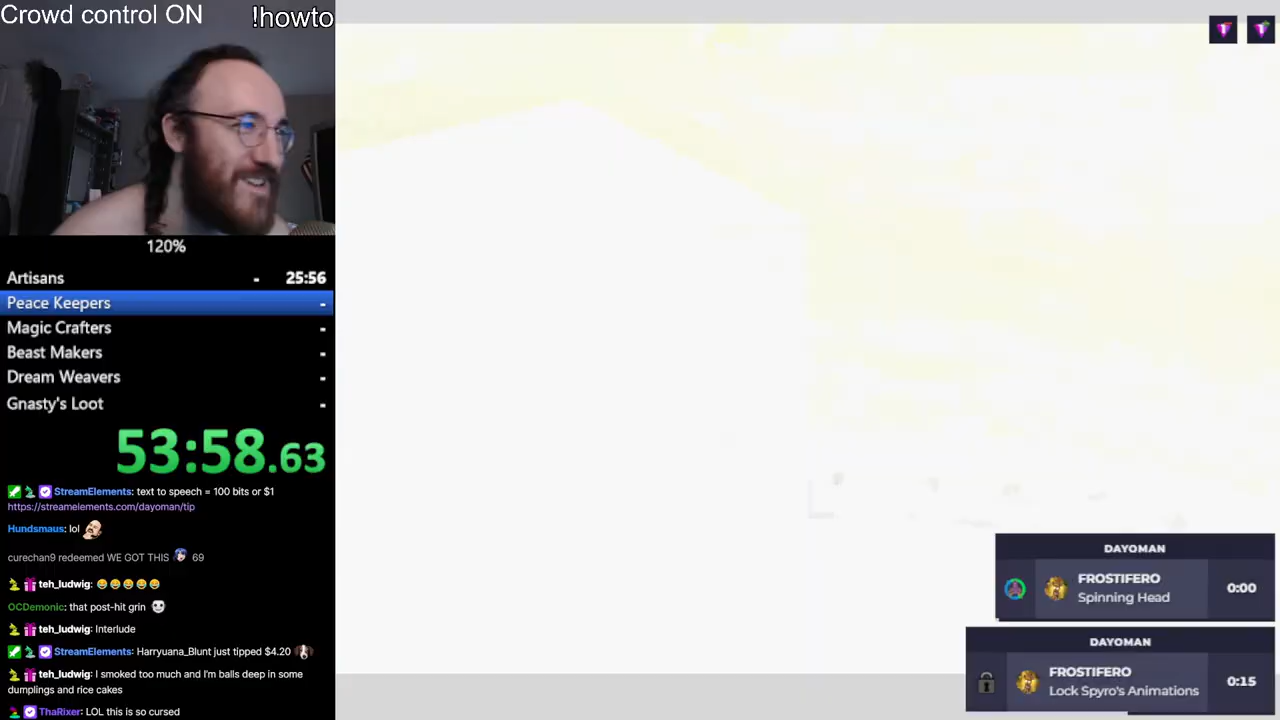 Crowd control ON
!howto
120%
Artisans - 25:56
Peace Keepers -
Magic Crafters -
Beast Makers -
Dream Weavers -
Gnasty's Loot -
53:58.63
StreamElements: text to speech = 100 bits or $1
https://streamelements.com/dayoman/tip
Hundsmaus: lol
curechan9 redeemed WE GOT THIS 69
teh_ludwig:
OCDemonic: that post-hit grin
teh_ludwig: Interlude
StreamElements: Harryuana_Blunt just tipped $4.20
teh_ludwig: I smoked too much and I'm balls deep in some
dumplings and rice cakes
ThaRixer: LOL this is so cursed
DAYOMAN
FROSTIFERO
Spinning Head
0:00
DAYOMAN
FROSTIFERO
Lock Spyro's Animations
0:15